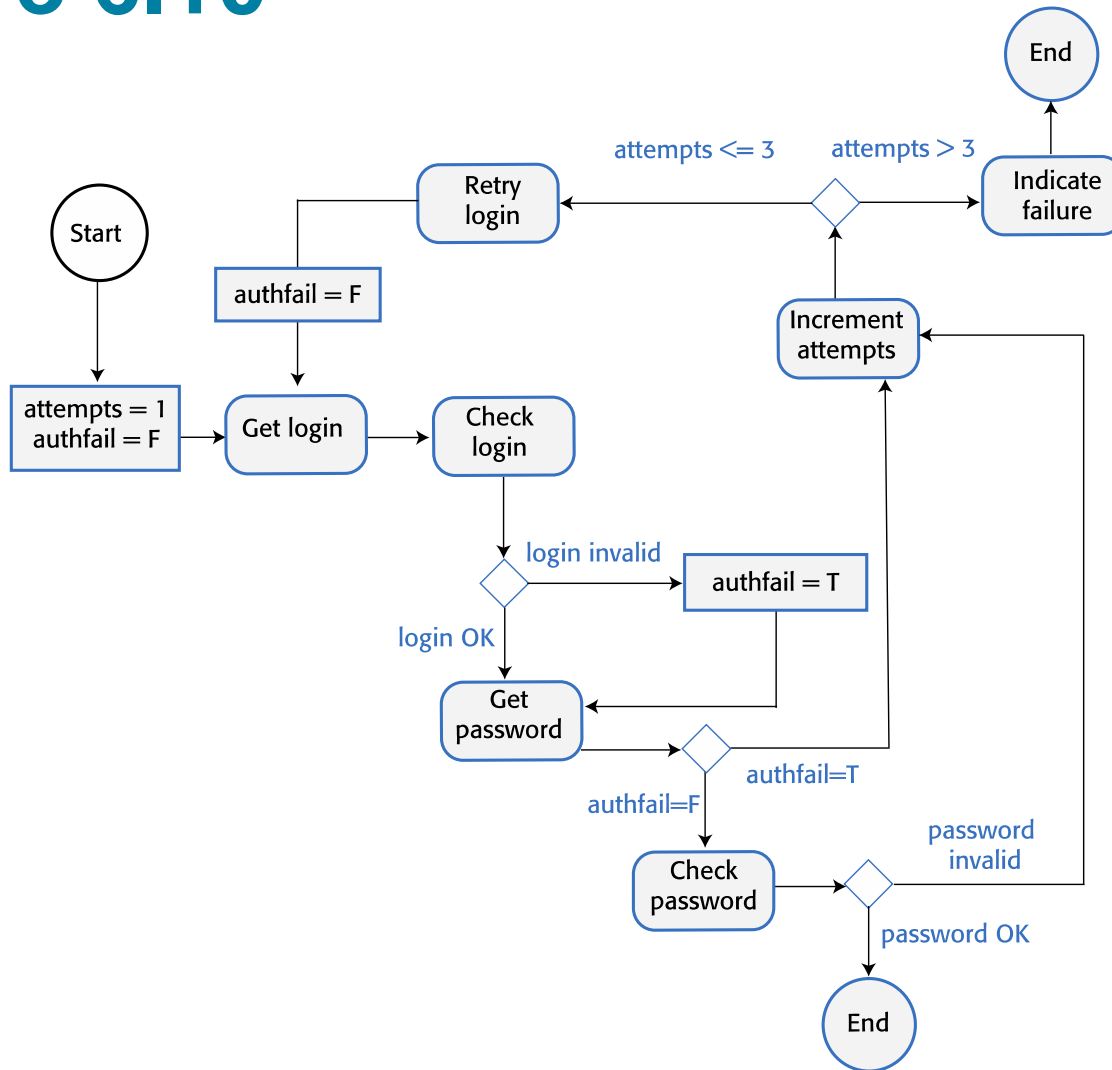 End
attempts <= 3
attempts > 3
Retry
login
Indicate
failure
Start
authfail = F
Increment
attempts
attempts = 1
authfail = F
Get login
Check
login
login invalid
authfail = T
login OK
Get
password
authfail=T
authfail=F
password
invalid
Check
password
password OK
End